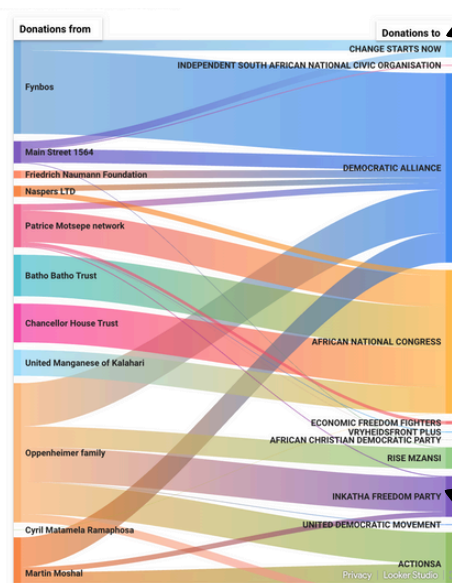 Donations from
Donations to
CHANGE STARTS NOW
INDEPENDENT SOUTH AFRICAN NATIONAL CIVIC ORGANISATION
Fynbos
Main Street 1564
DEMOCRATIC ALLIANCE
Friedrich Naumann Foundation
Naspers LTD
Patrice Motsepe network
Batho Batho Trust
Chancellor House Trust
AFRICAN NATIONAL CONGRESS
United Manganese of Kalahari
ECONOMIC FREEDOM FIGHTERS
VRYHEIDSFRONT PLUS
AFRICAN CHRISTIAN DEMOCRATIC PARTY
Oppenheimer family
RISE MZANSI
INKATHA FREEDOM PARTY
UNITED DEMOCRATIC MOVEMENT
Cyril Matamela Ramaphosa
ACTIONSA
Martin Moshal
Privacy Looker Studio